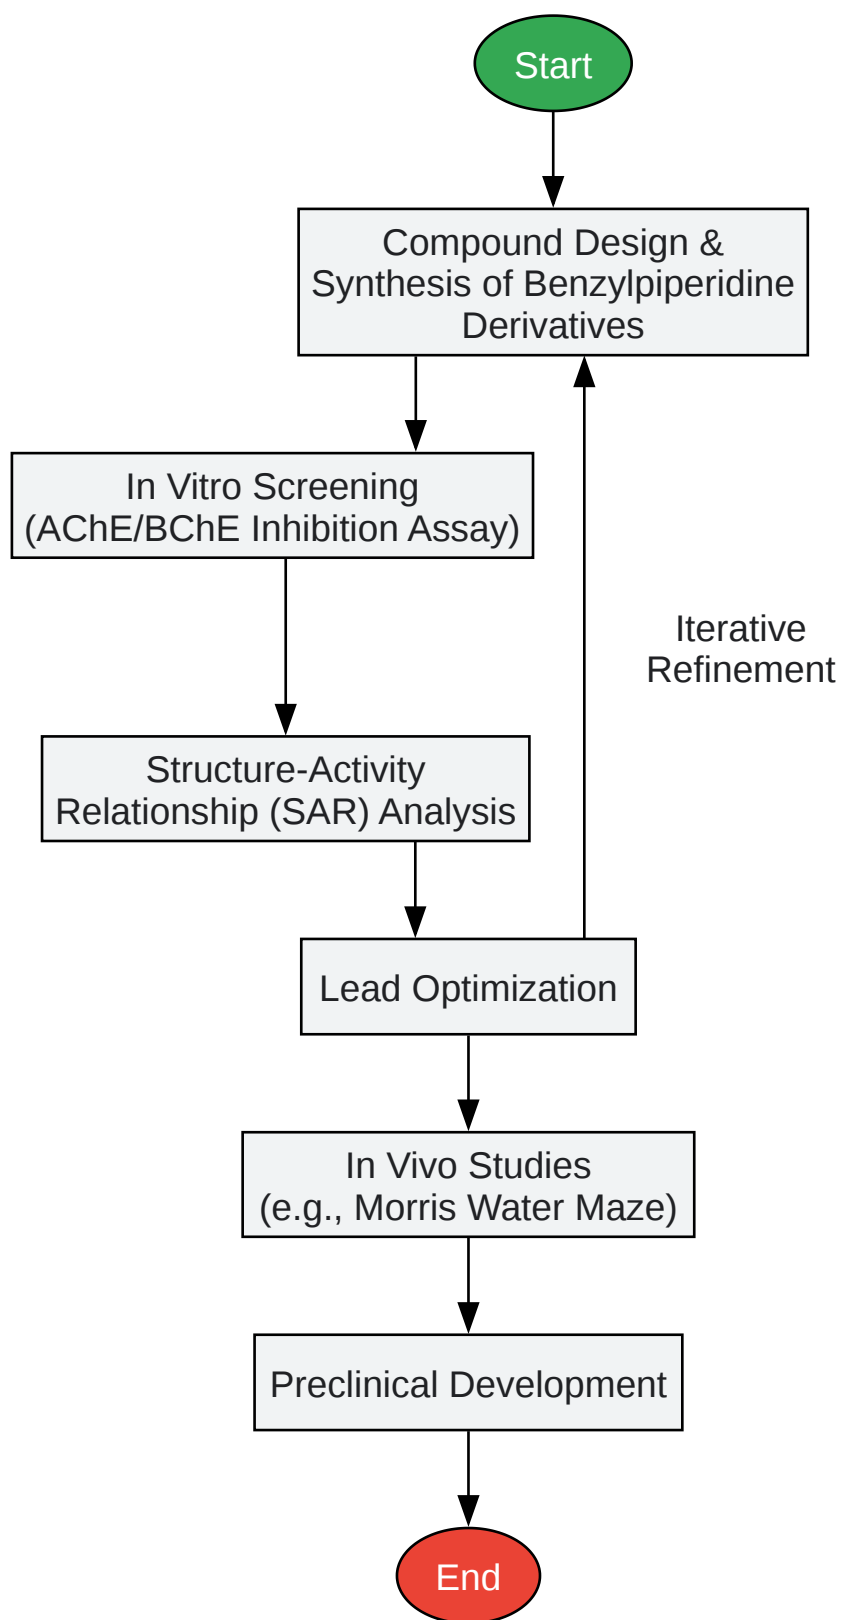 Start
Compound Design &
Synthesis of Benzylpiperidine
Derivatives
In Vitro Screening
(AChE/BChE Inhibition Assay)
Iterative
Refinement
Structure-Activity
Relationship (SAR) Analysis
Lead Optimization
In Vivo Studies
(e.g., Morris Water Maze)
Preclinical Development
End